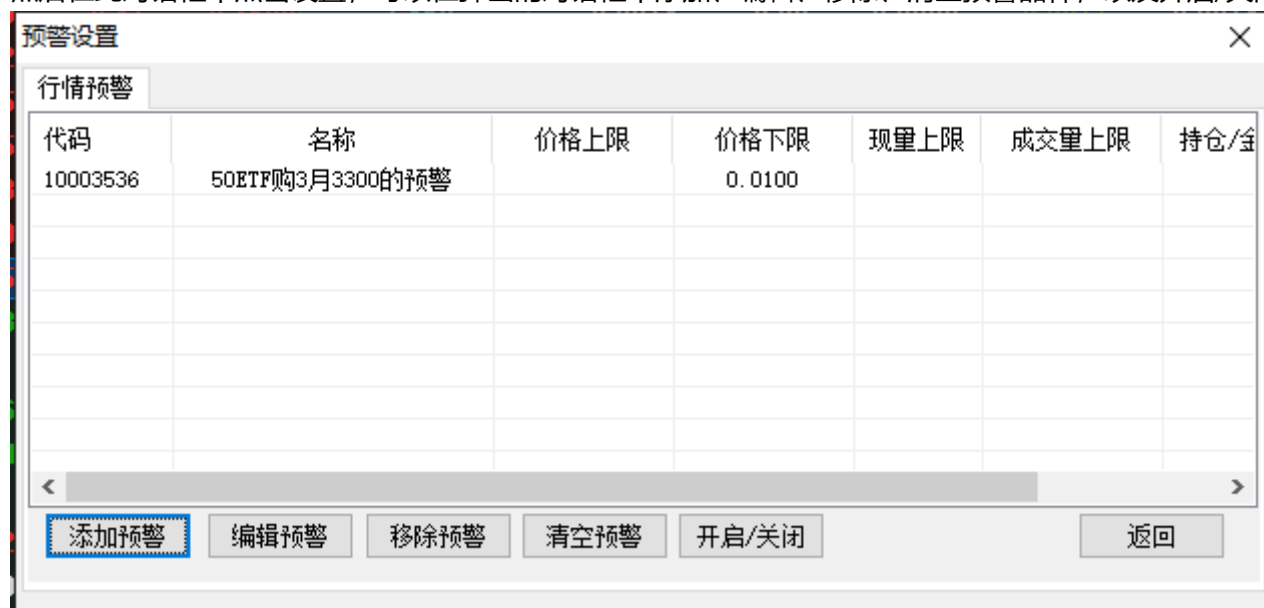 预警设置
行情预警
代码 名称 价格上限 价格下限 现量上限 成交量上限 持仓/金
10003536 50ETF购3月3300的预警 0.0100
添加预警 编辑预警 移除预警 清空预警 开启/关闭 返回